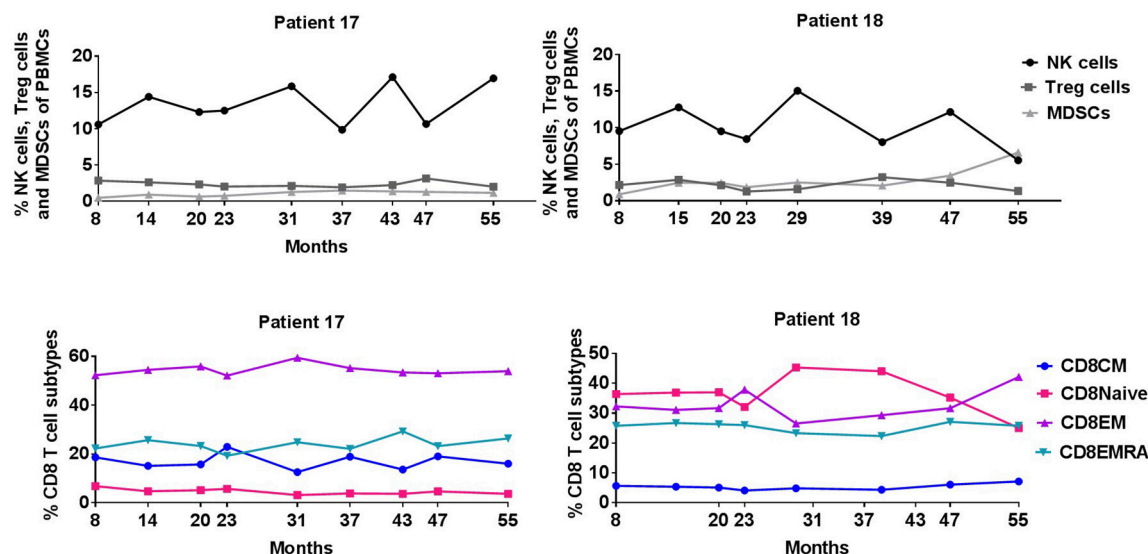 Patient 17
% NK cells, Treg cells
and MDSCs of PBMCs
20
15
10
5
0
8 14 20 23 31 37 43 47 55
Months
Patient 18
% NK cells, Treg cells
and MDSCs of PBMCs
20
15
10
5
0
8 15 20 23 29 39 47 55
NK cells
Treg cells
MDSCs
Patient 17
% CD8 T cell subtypes
60
40
20
0
8 14 20 23 31 37 43 47 55
Months
Patient 18
% CD8 T cell subtypes
50
40
30
20
10
0
8 20 23 31 39 43 47 55
Months
CD8CM
CD8Naive
CD8EM
CD8EMRA